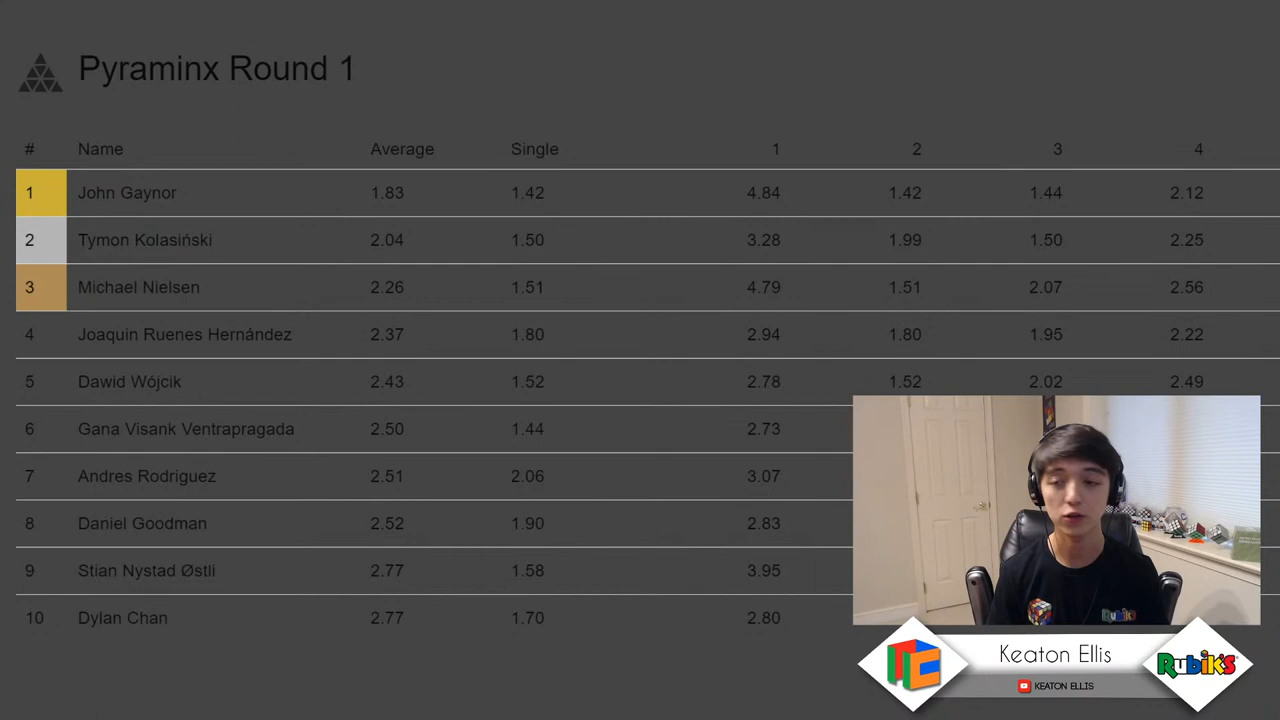 Pyraminx Round 1
# Name Average Single 1 2 3 4
1 John Gaynor 1.83 1.42 4.84 1.42 1.44 2.12
2 Tymon Kolasiński 2.04 1.50 3.28 1.99 1.50 2.25
3 Michael Nielsen 2.26 1.51 4.79 1.51 2.07 2.56
4 Joaquin Ruenes Hernández 2.37 1.80 2.94 1.80 1.95 2.22
5 Dawid Wójcik 2.43 1.52 2.78 1.52 2.02 2.49
6 Gana Visank Ventrapragada 2.50 1.44 2.73
7 Andres Rodriguez 2.51 2.06 3.07
8 Daniel Goodman 2.52 1.90 2.83
9 Stian Nystad Østli 2.77 1.58 3.95
10 Dylan Chan 2.77 1.70 2.80
Rubik's
TC Keaton Ellis Rubik's
KEATON ELLIS